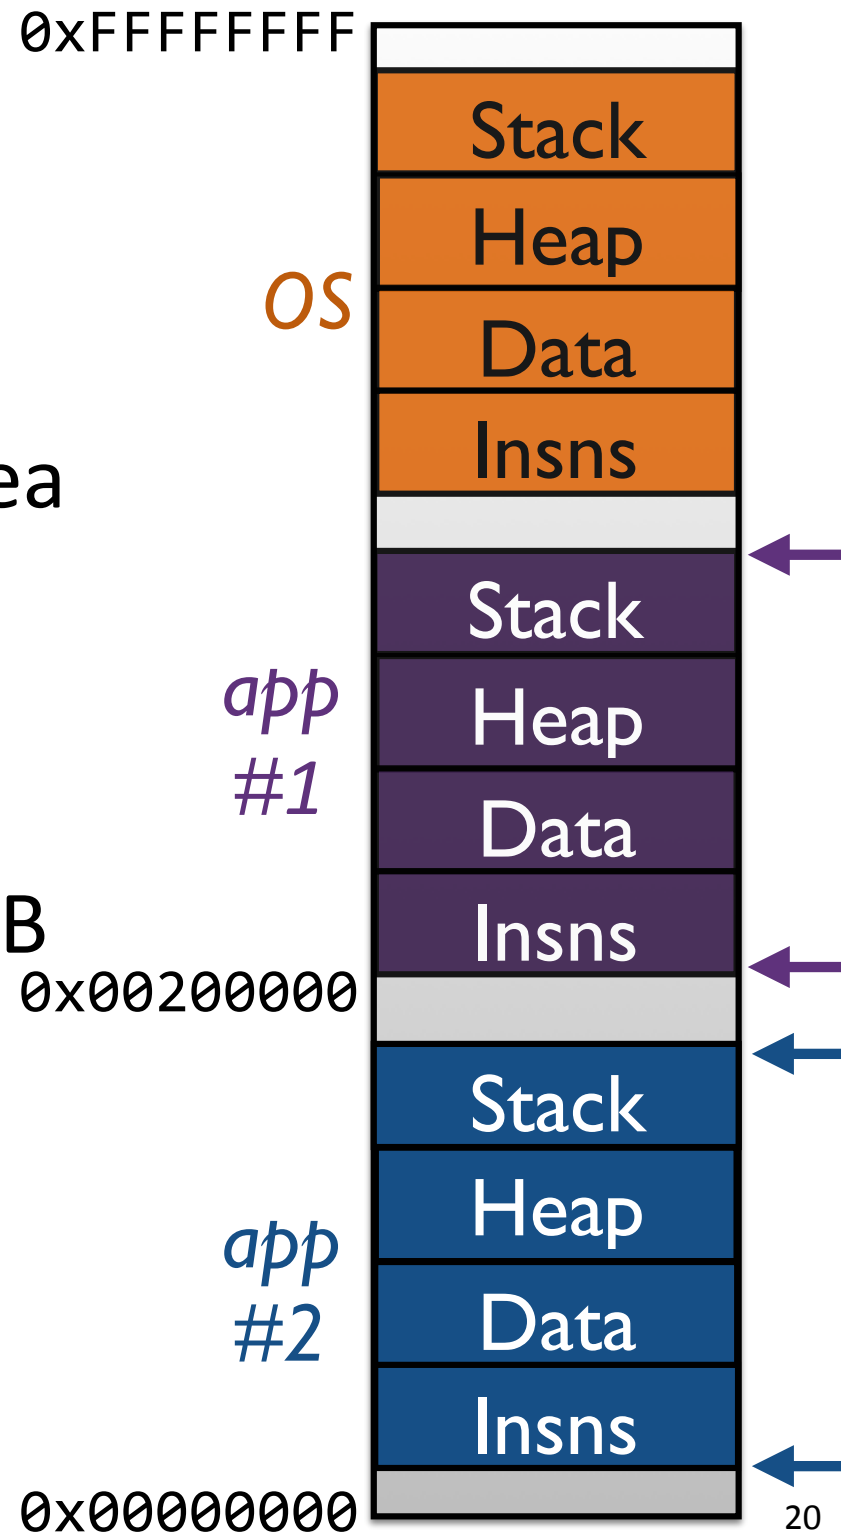 0xFFFFFFFF
Stack
Heap
OS
Data
Insns
ea
Stack
app
#1
Heap
Data
Insns
B
0x00200000
Stack
Heap
app
#2
Data
Insns
0x00000000
20